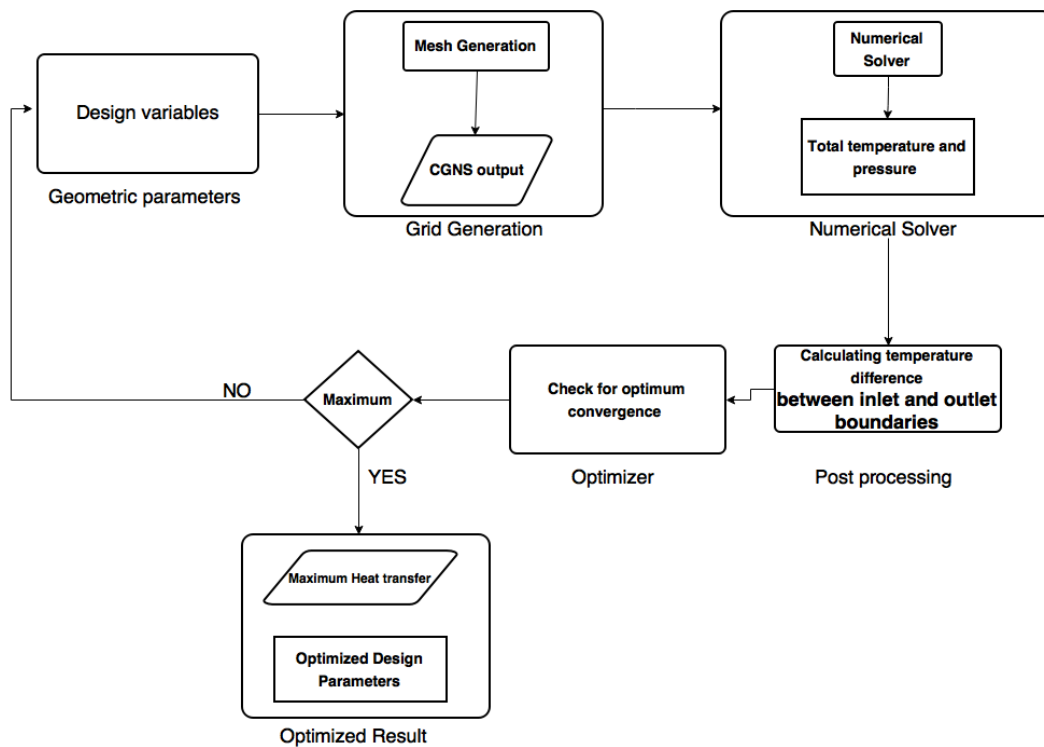 Design variables
Geometric parameters
Mesh Generation
CGNS output
Grid Generation
Numerical
Solver
Total temperature and
pressure
Numerical Solver
Calculating temperature
difference
between inlet and outlet
boundaries
Post processing
Check for optimum
convergence
Optimizer
Maximum
NO
YES
Maximum Heat transfer
Optimized Design
Parameters
Optimized Result